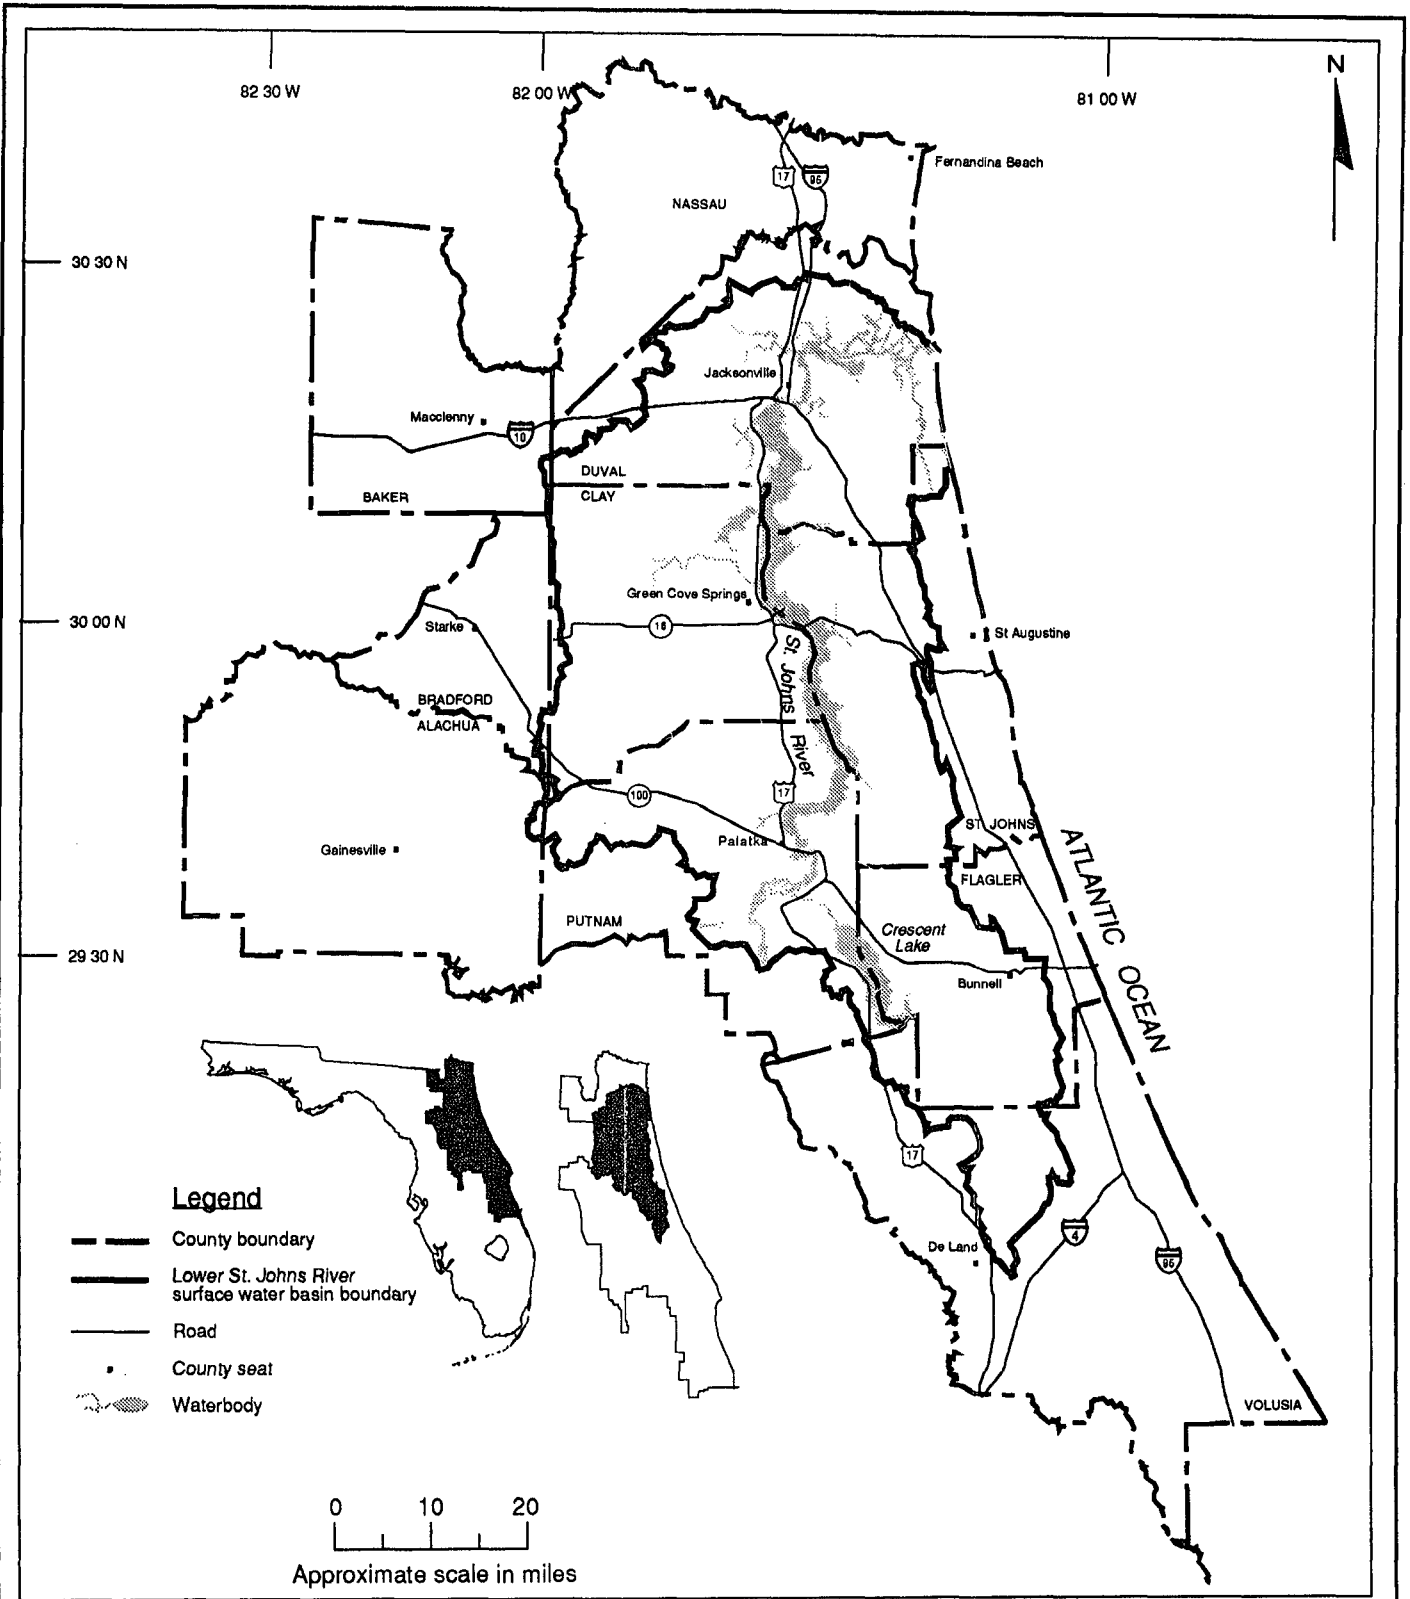 82 30 W
82 00 W
81 00 W
N
Fernandina Beach
17
95
NASSAU
30 30 N
Jacksonville
Macclenny
10
DUVAL
CLAY
BAKER
Green Cove Springs
30 00 N
Starke
16
St Augustine
St. Johns River
BRADFORD
ALACHUA
17
100
ST. JOHNS
Palatka
Gainesville
FLAGLER
ATLANTIC OCEAN
PUTNAM
Crescent
Lake
29 30 N
Bunnell
17
Legend
County boundary
Lower St. Johns River
surface water basin boundary
Road
County seat
Waterbody
De Land
4
95
VOLUSIA
0 10 20
Approximate scale in miles